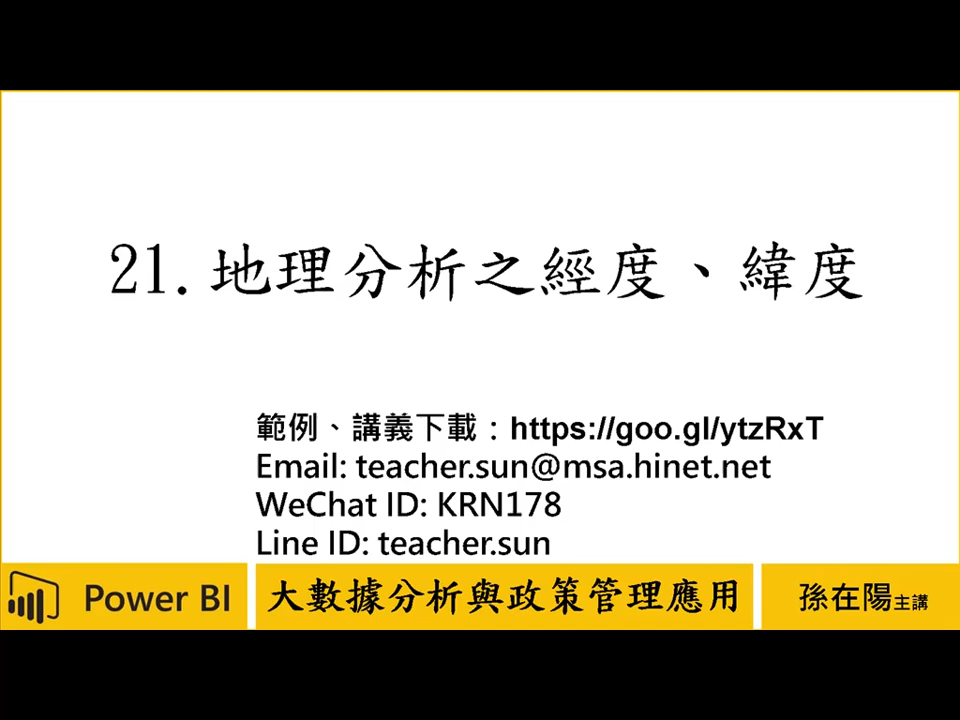 21.地理分析之經度、緯度
範例、講義下載：https://goo.gl/ytzRxT
Email: teacher.sun@msa.hinet.net
WeChat ID: KRN178
Line ID: teacher.sun
Power BI
大數據分析與政策管理應用
孫在陽主講